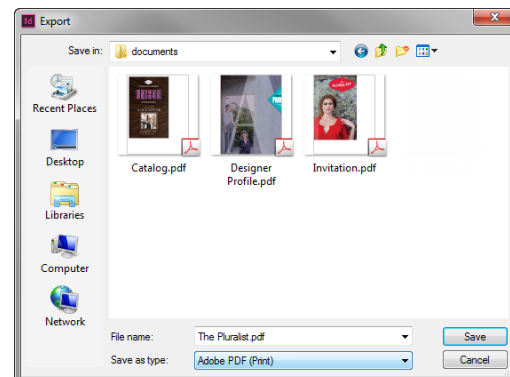 Id Export
Save in:
documents
Recent Places
Desktop
Libraries
Computer
Network
Catalog.pdf
Designer
Profile.pdf
Invitation.pdf
File name:
The Pluralist.pdf
Save
Save as type:
Adobe PDF (Print)
Cancel